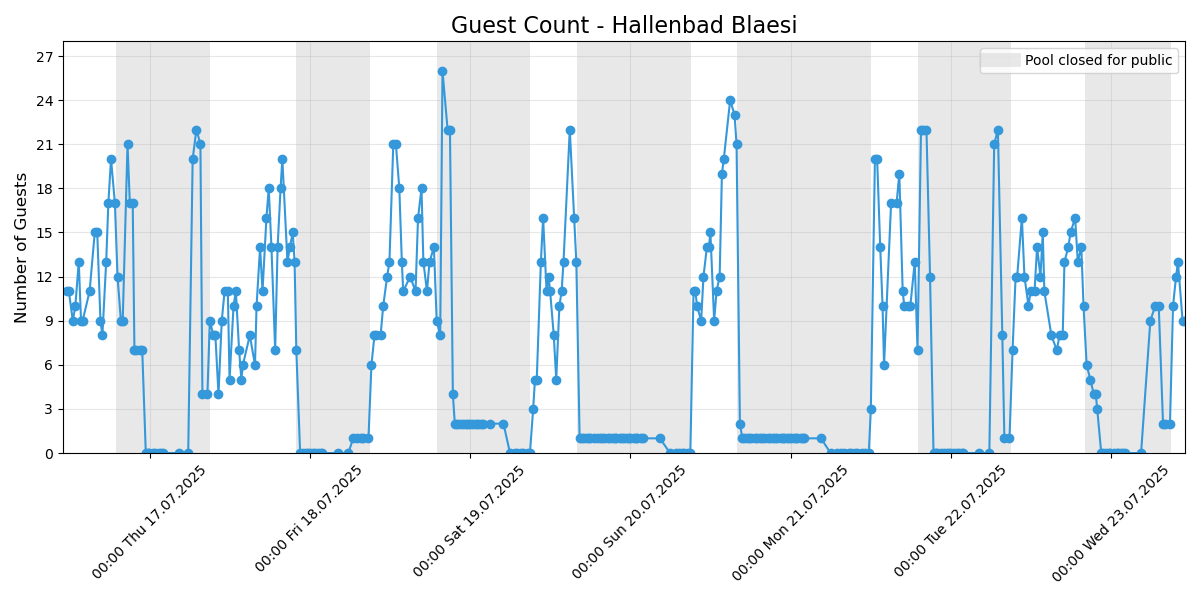 Guest Count - Hallenbad Blaesi
Number of Guests
27
24
21
18
15
12
9
6
3
0
Pool closed for public
00:00 Thu 17.07.2025
00:00 Fri 18.07.2025
00:00 Sat 19.07.2025
00:00 Sun 20.07.2025
00:00 Mon 21.07.2025
00:00 Tue 22.07.2025
00:00 Wed 23.07.2025